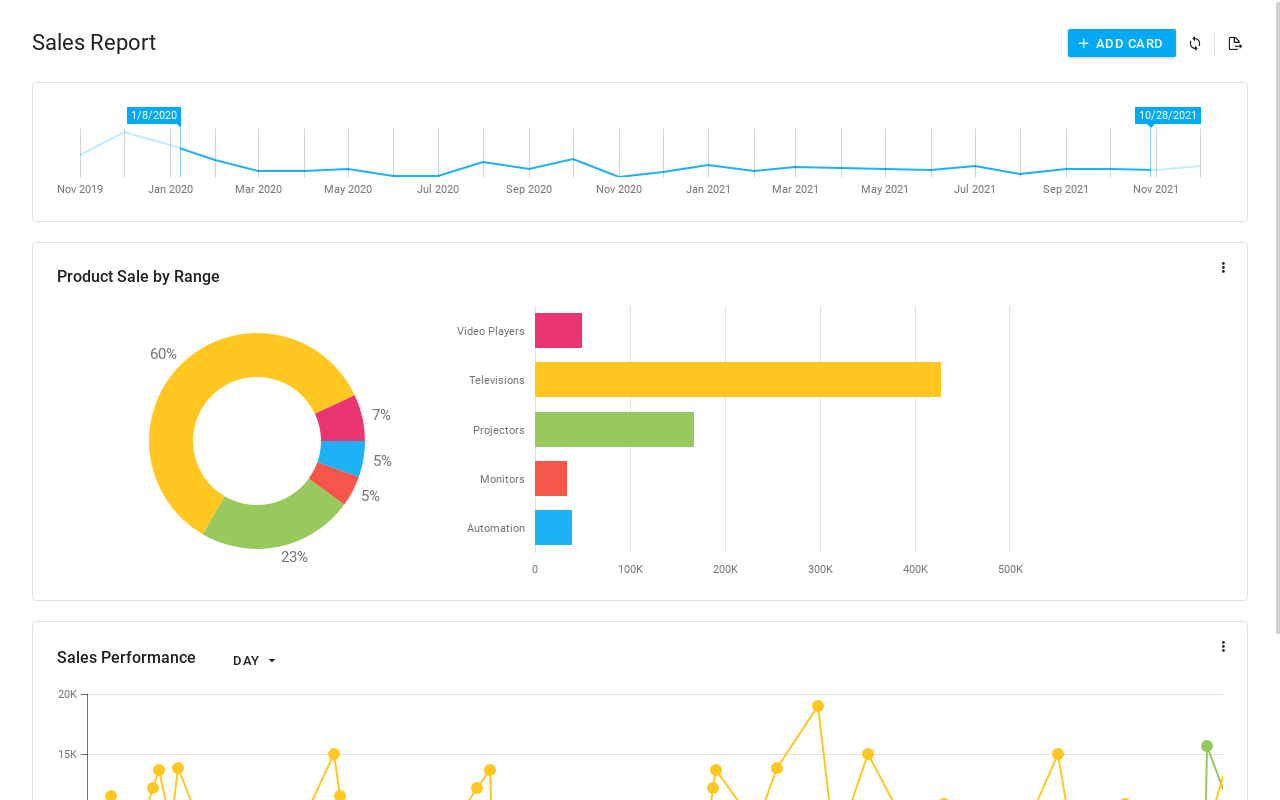 Sales Report
ADD CARD
1/8/2020
10/28/2021
Nov 2019 Jan 2020 Mar 2020 May 2020 Jul 2020 Sep 2020 Nov 2020 Jan 2021 Mar 2021 May 2021 Jul 2021 Sep 2021 Nov 2021
Product Sale by Range
60%
7%
5%
5%
23%
Video Players
Televisions
Projectors
Monitors
Automation
0 100K 200K 300K 400K 500K
Sales Performance
DAY
20K
15K